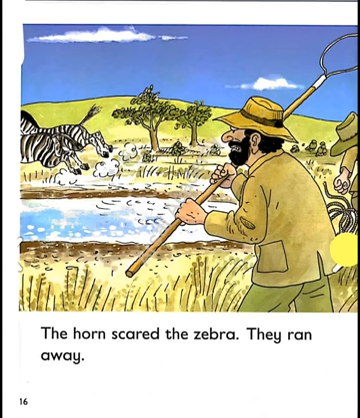 The horn scared the zebra. They ran
away.
16